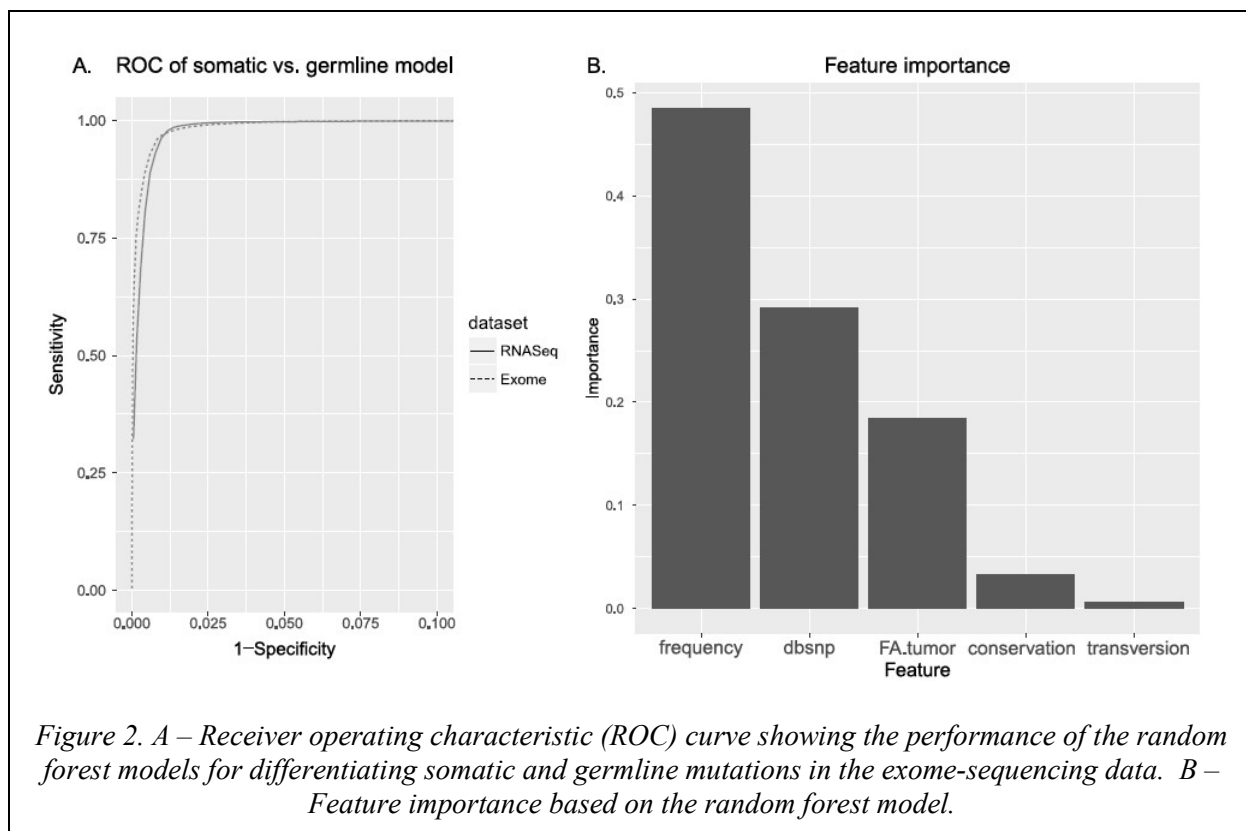 A. ROC of somatic vs. germline model
1.00
0.75
0.50
0.25
0.00
Sensitivity
0.000 0.025 0.050 0.075 0.100
1−Specificity
dataset
RNASeq
Exome
B. Feature importance
0.5
0.4
0.3
0.2
0.1
0.0
Importance
frequency dbsnp FA.tumor conservation transversion
Feature
Figure 2. A – Receiver operating characteristic (ROC) curve showing the performance of the random
forest models for differentiating somatic and germline mutations in the exome-sequencing data. B –
Feature importance based on the random forest model.